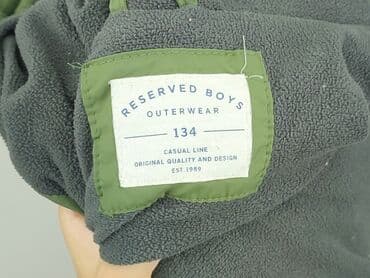 RESERVED BOYS
OUTERWEAR
134
CASUAL LINE
ORIGINAL QUALITY AND DESIGN
EST.1989